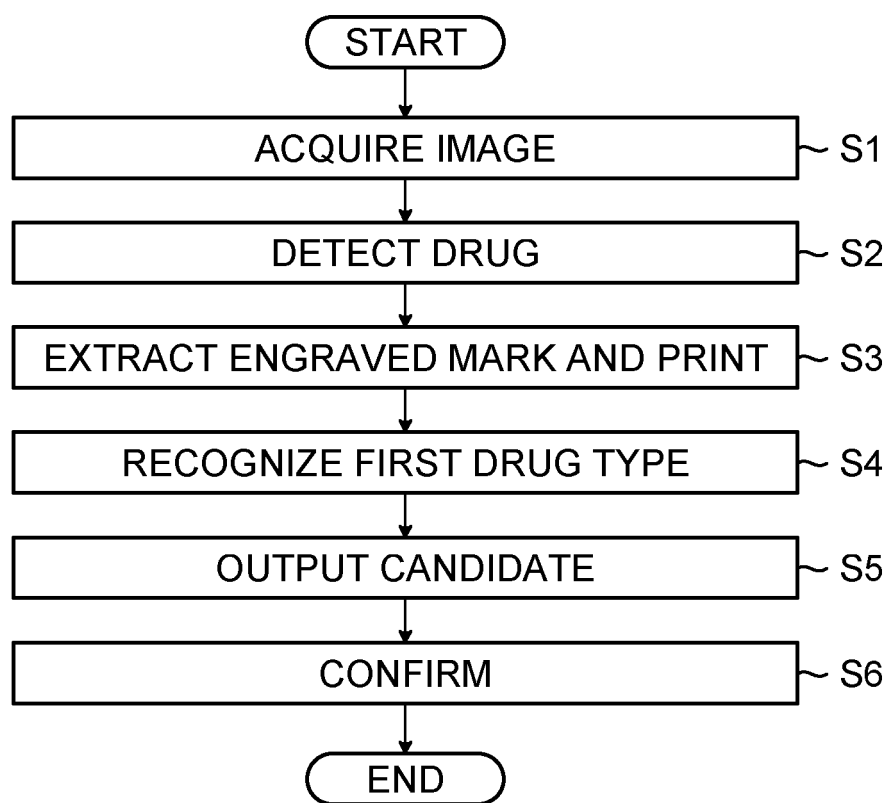 START
ACQUIRE IMAGE ~ S1
DETECT DRUG ~ S2
EXTRACT ENGRAVED MARK AND PRINT ~ S3
RECOGNIZE FIRST DRUG TYPE ~ S4
OUTPUT CANDIDATE ~ S5
CONFIRM ~ S6
END